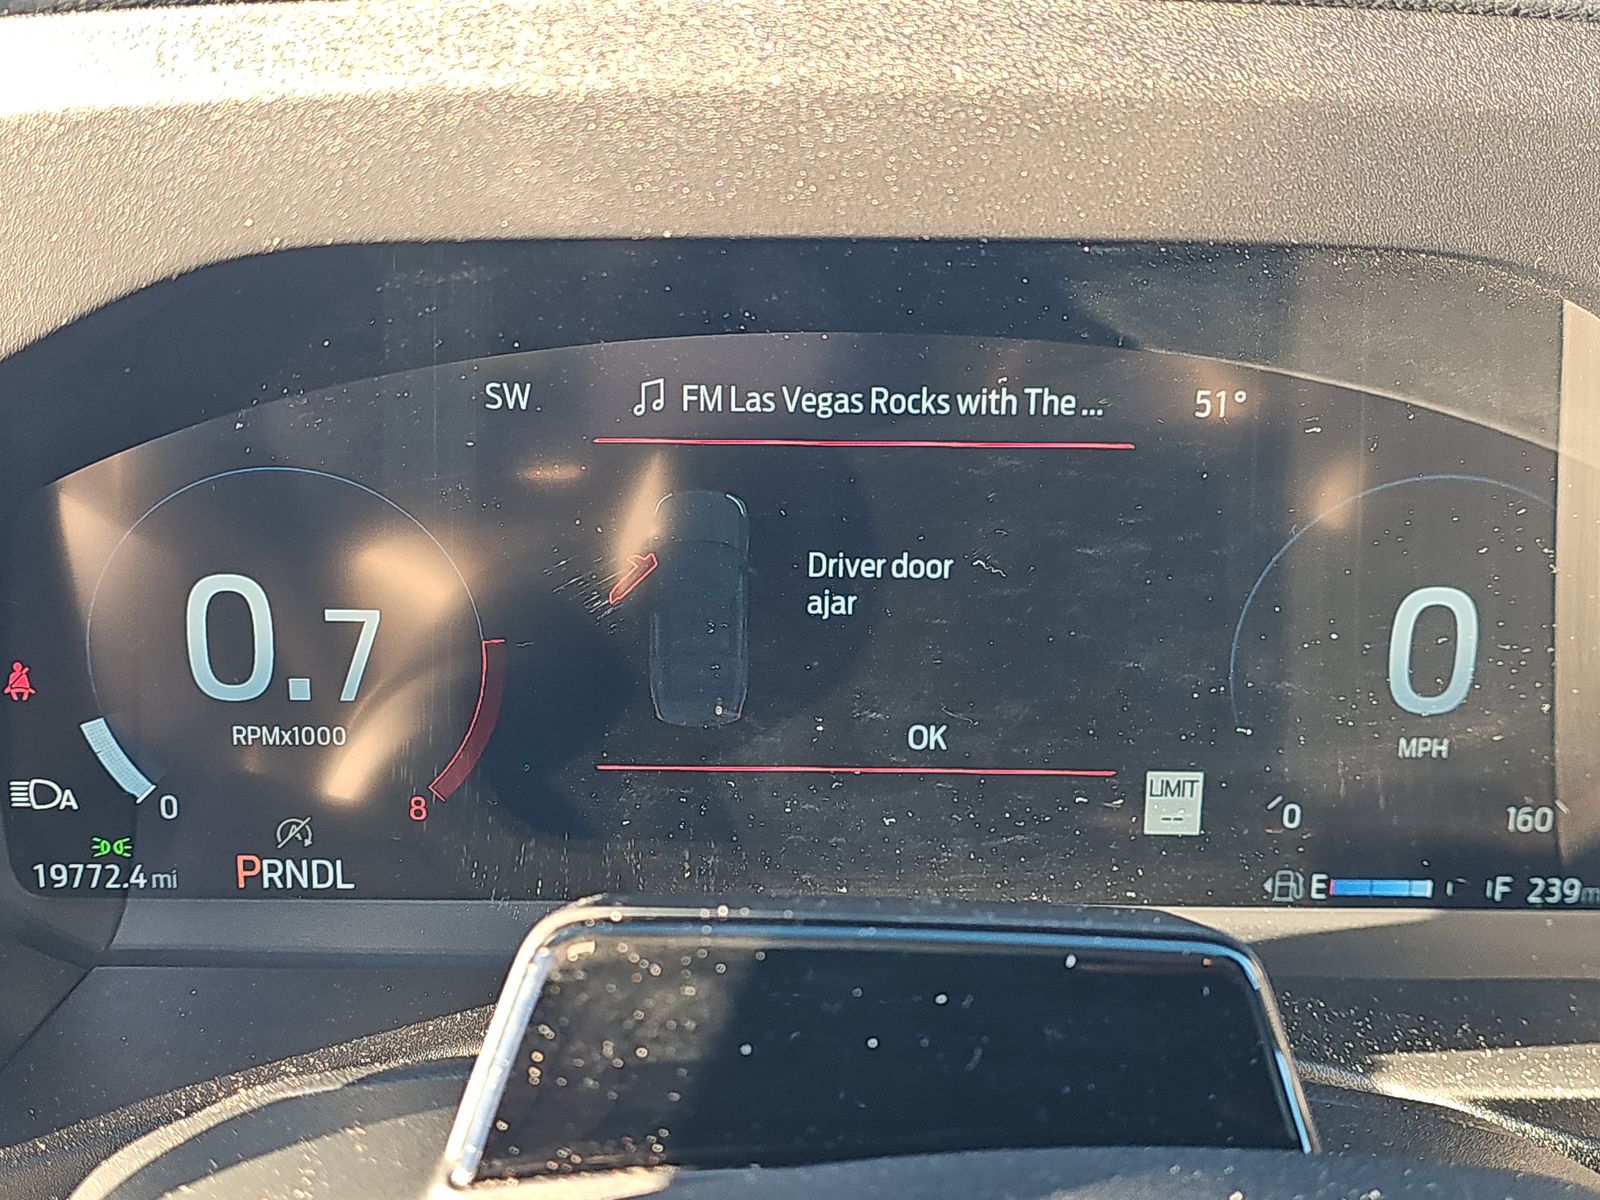 SW
FM Las Vegas Rocks with The ...
51°
Driver door
ajar
OK
0.7
RPMx1000
0
8
0
MPH
LIMIT
--
0
160
A
19772.4 mi
PRNDL
A
E
F
239